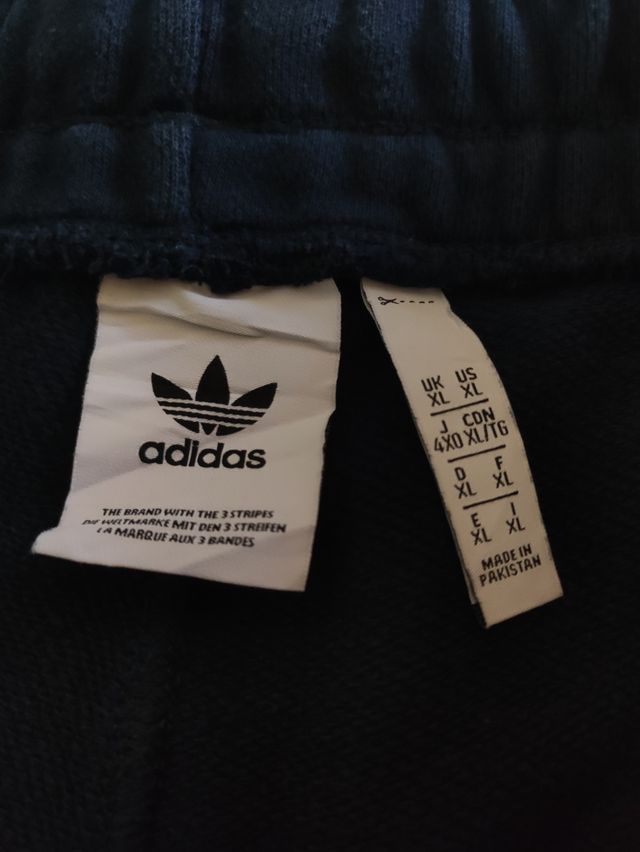 adidas
THE BRAND WITH THE 3 STRIPES
DIE WELTMARKE MIT DEN 3 STREIFEN
LA MARQUE AUX 3 BANDES
UK US
XL XL
J CDN
4XO XL/TG
D F
XL XL
E I
XL XL
MADE IN
PAKISTAN